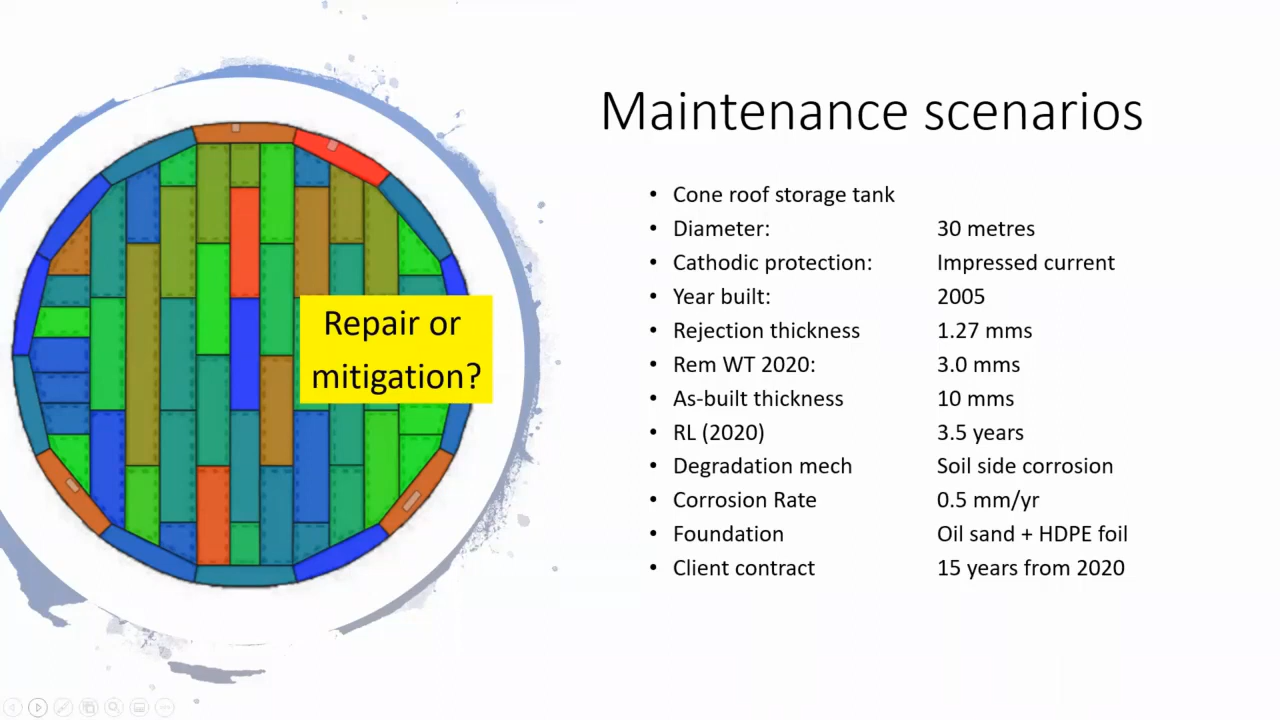 Maintenance scenarios
• Cone roof storage tank
• Diameter: 30 metres
• Cathodic protection: Impressed current
• Year built: 2005
• Rejection thickness 1.27 mms
• Rem WT 2020: 3.0 mms
• As-built thickness 10 mms
• RL (2020) 3.5 years
• Degradation mech Soil side corrosion
• Corrosion Rate 0.5 mm/yr
• Foundation Oil sand + HDPE foil
• Client contract 15 years from 2020
Repair or
mitigation?